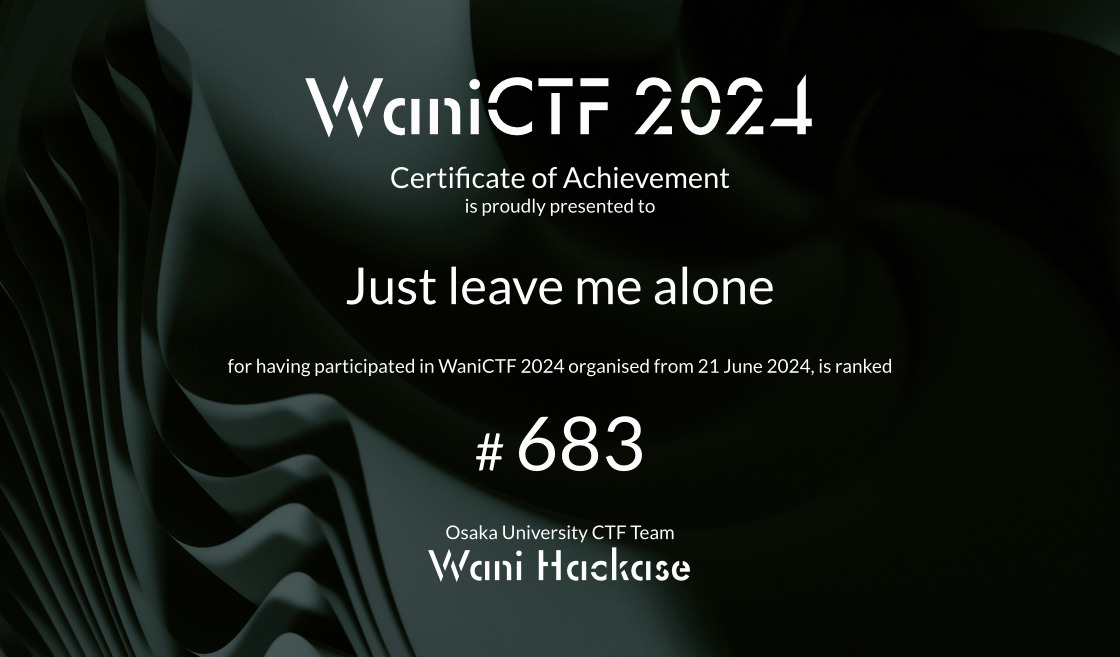 WaniCTF 2024
Certificate of Achievement
is proudly presented to
Just leave me alone
for having participated in WaniCTF 2024 organised from 21 June 2024, is ranked
# 683
Osaka University CTF Team
Wani Hackase